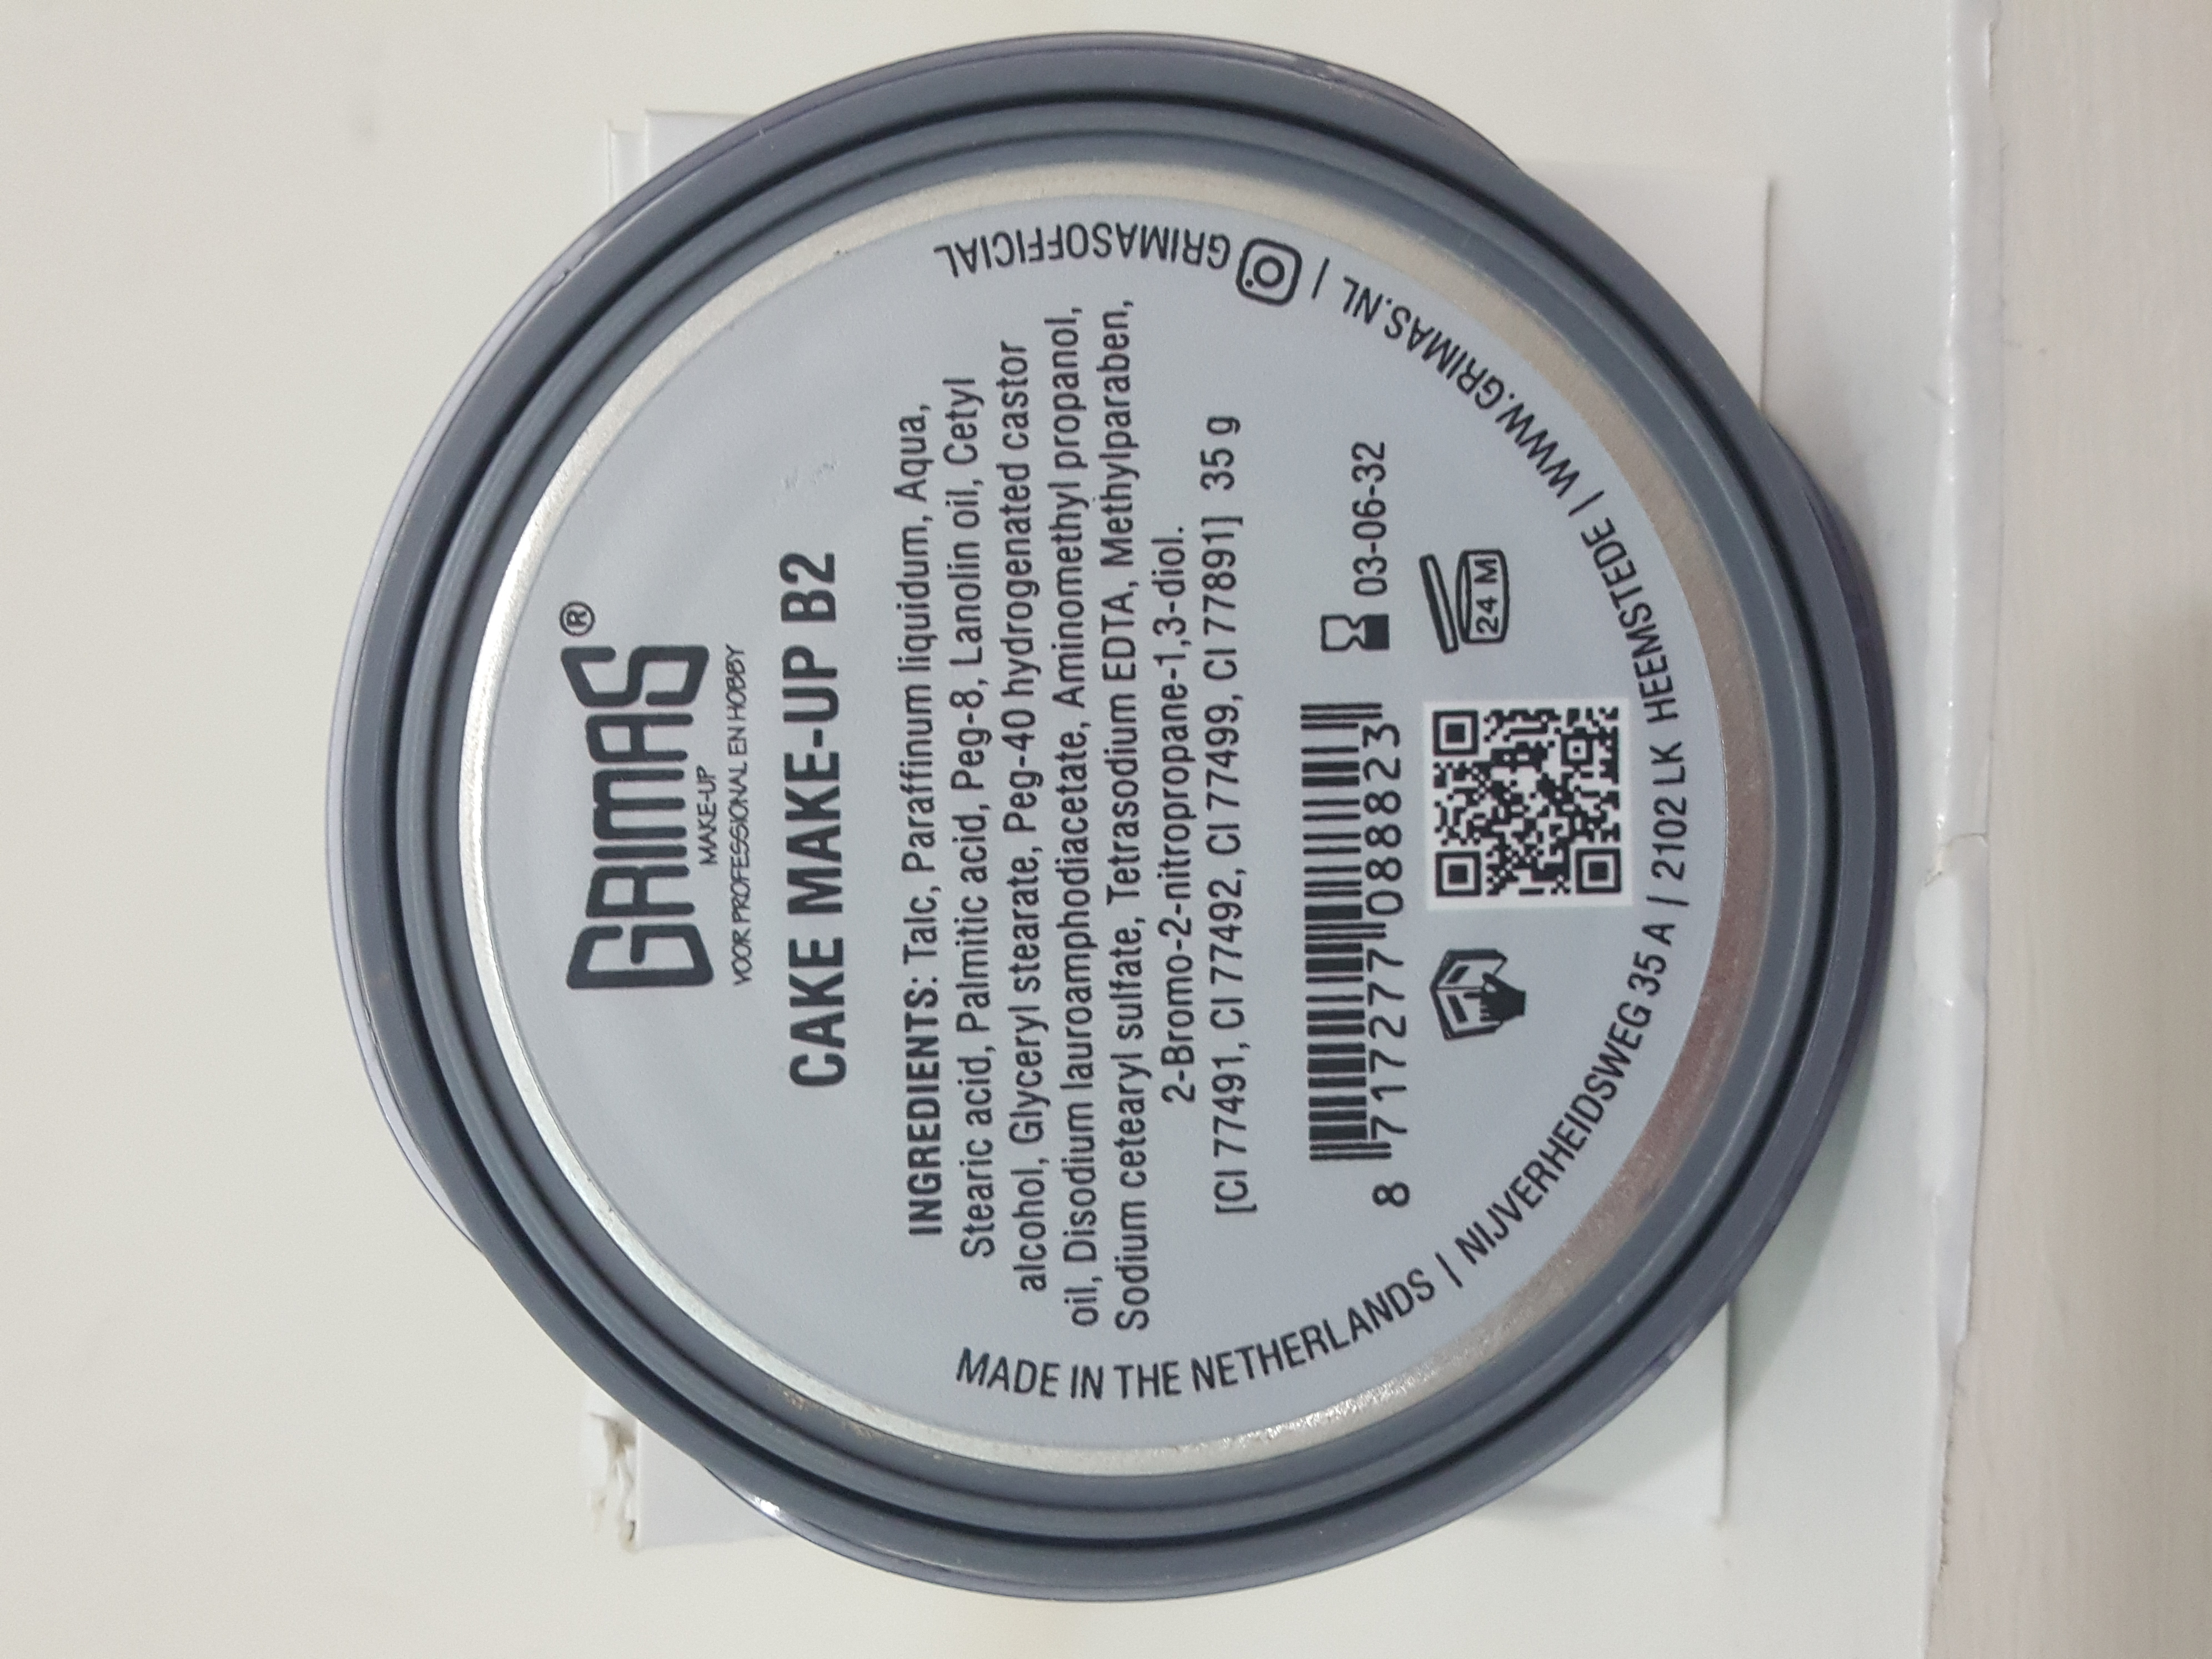 GRIMAS®
MAKE-UP
VOOR PROFESSIONAL EN HOBBY
CAKE MAKE-UP B2
INGREDIENTS: Talc, Paraffinum liquidum, Aqua,
Stearic acid, Palmitic acid, Peg-8, Lanolin oil, Cetyl
alcohol, Glyceryl stearate, Peg-40 hydrogenated castor
oil, Disodium lauroamphodiacetate, Aminomethyl propanol,
Sodium cetearyl sulfate, Tetrasodium EDTA, Methylparaben,
2-Bromo-2-nitropropane-1,3-diol.
[CI 77491, CI 77492, CI 77499, CI 77891] 35 g
8 717277 088823
03-06-32
24 M
MADE IN THE NETHERLANDS | NIJVERHEIDSWEG 35 A / 2102 LK HEEMSTEDE | WWW.GRIMAS.NL | GRIMASOFFICIAL